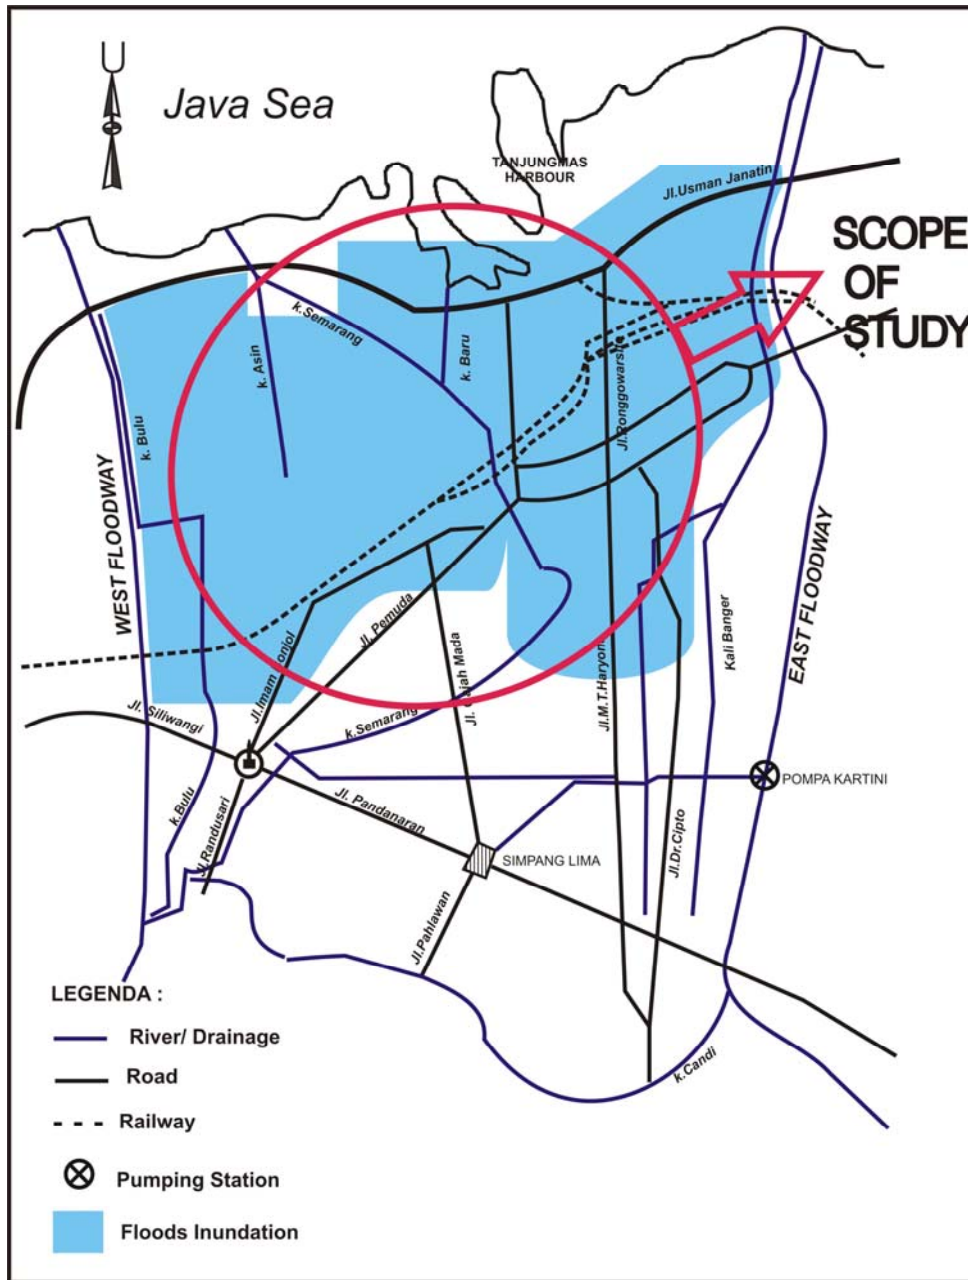 Java Sea
TANJUNGMAS
HARBOUR
Jl.Usman Janatin
SCOPE
OF
STUDY
k.Semarang
k. Asin
k. Baru
Jl.Ronggowarsito
k. Bulu
WEST FLOODWAY
EAST FLOODWAY
Kali Banger
Jl. Pemuda
Jl.Imam Bonjol
Jl. Gajah Mada
Jl.M.T.Haryono
Jl. Siliwangi
k.Semarang
k.Bulu
Jl.Randusari
Jl. Pandanaran
POMPA KARTINI
SIMPANG LIMA
Jl.Dr.Cipto
Jl.Pahlawan
k.Candi
LEGENDA :
River/ Drainage
Road
Railway
Pumping Station
Floods Inundation